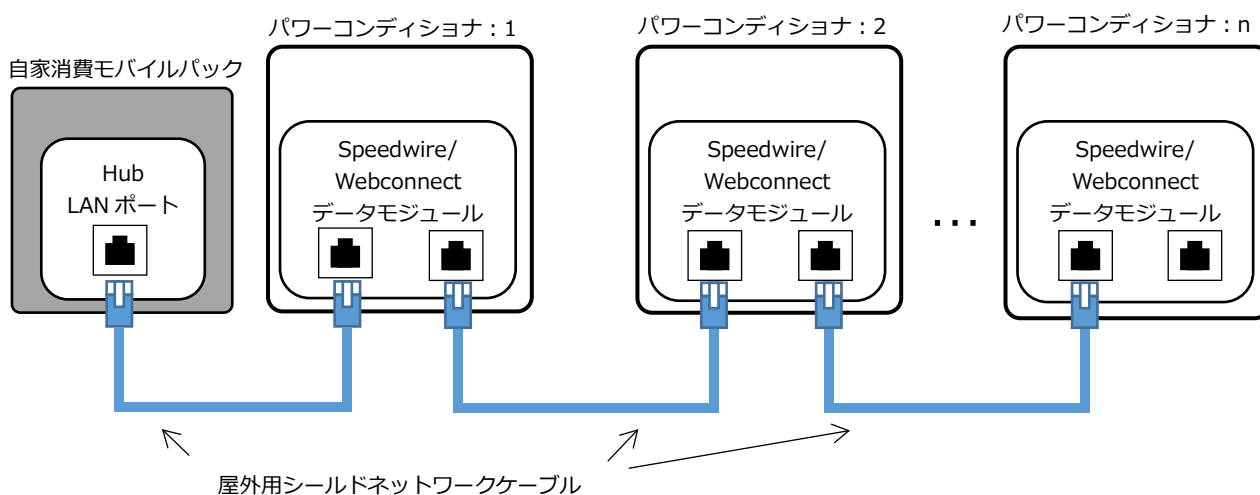 パワーコンディショナ：1
パワーコンディショナ：2
パワーコンディショナ：n
自家消費モバイルパック
Hub
LAN ポート
Speedwire/
Webconnect
データモジュール
Speedwire/
Webconnect
データモジュール
…
Speedwire/
Webconnect
データモジュール
屋外用シールドネットワークケーブル